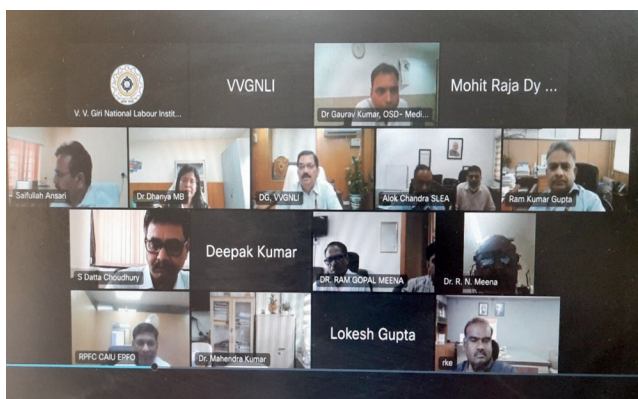 V. V. Giri National Labour Instit...
VVGNLI
Dr Gaurav Kumar, OSD- Medi...
Mohit Raja Dy ...
Saifullah Ansari
Dr Dhanya MB
DG, VVGNLI
Alok Chandra SLEA
Ram Kumar Gupta
S Datta Choudhury
Deepak Kumar
DR. RAM GOPAL MEENA
Dr. R. N. Meena
RPFC CAIU EPFO
Dr. Mahendra Kumar
Lokesh Gupta
rke